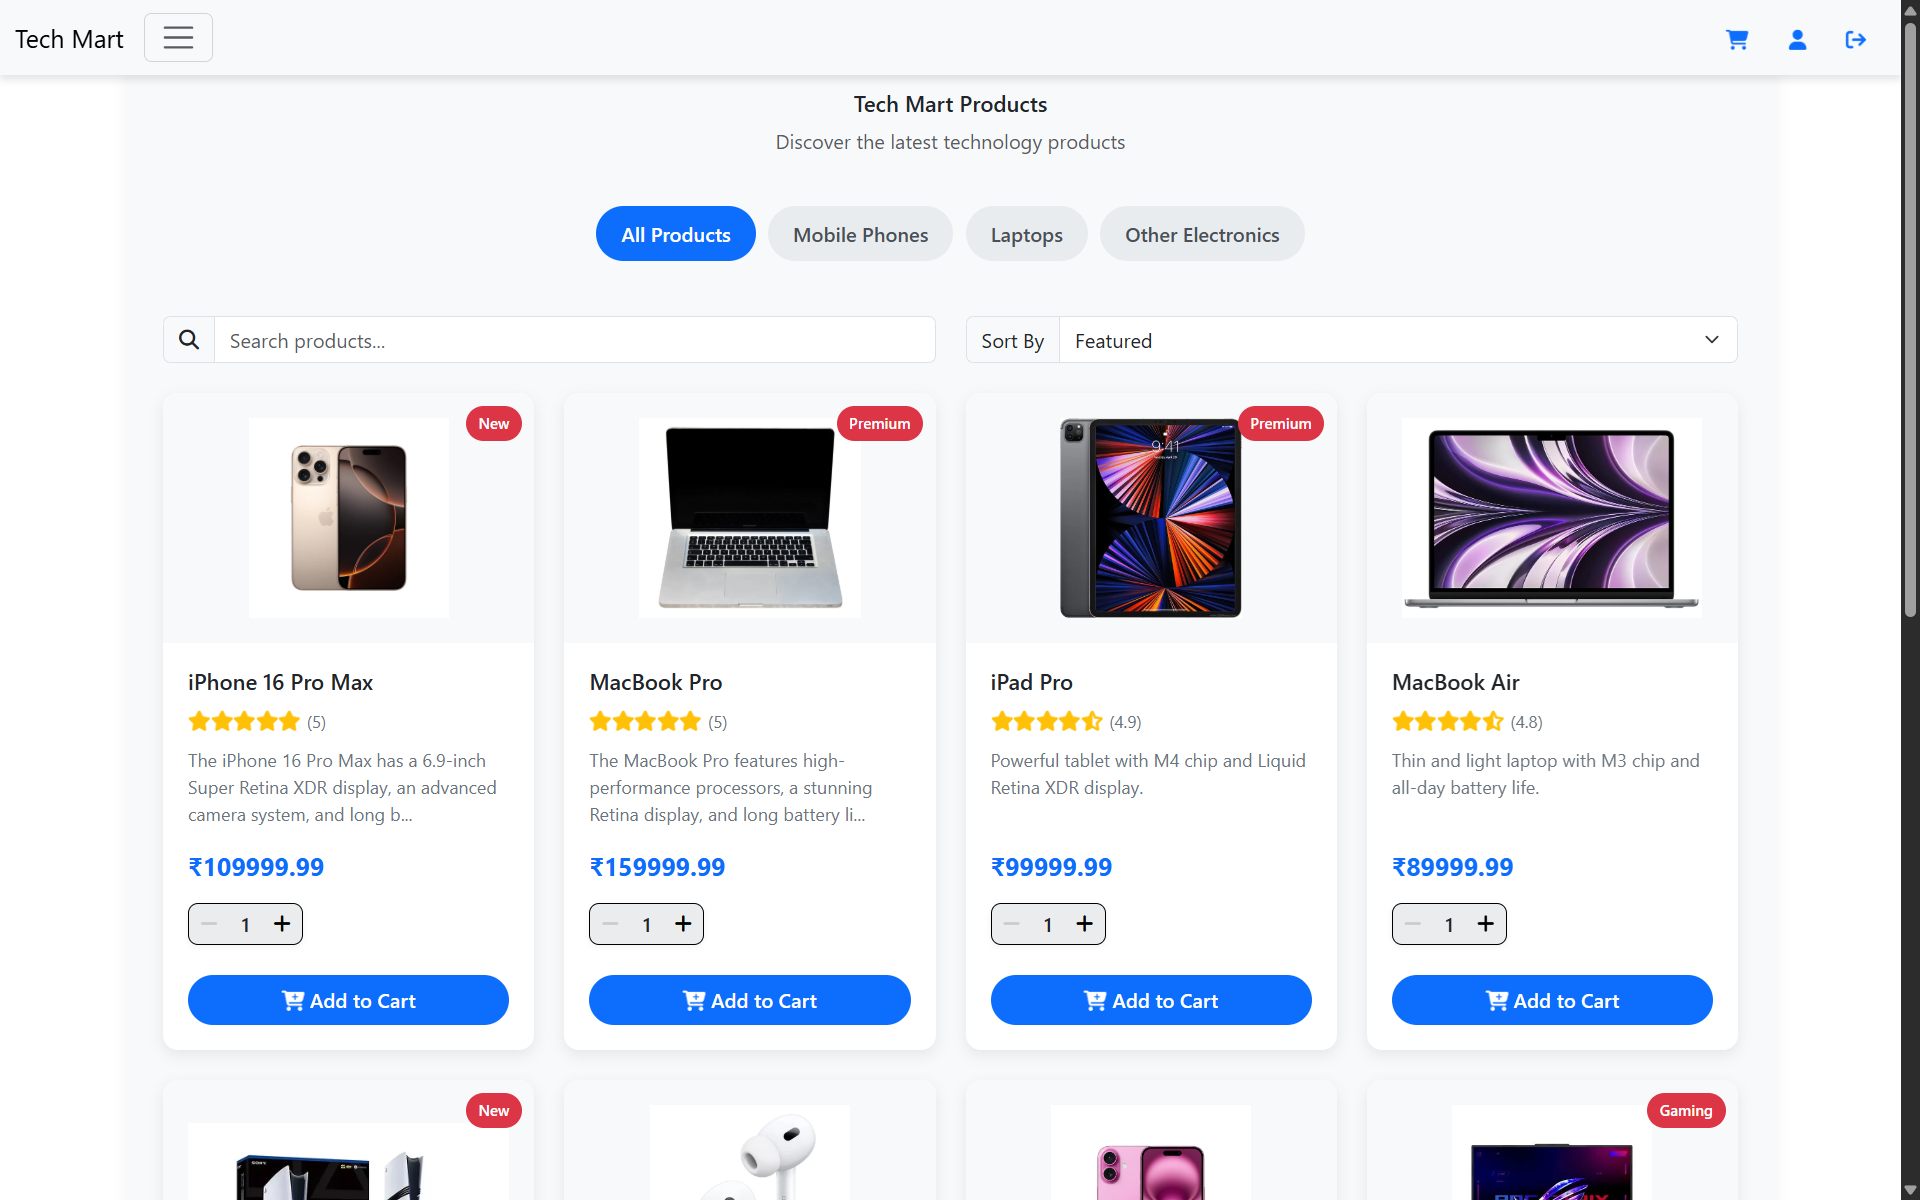 Tech Mart
Tech Mart Products
Discover the latest technology products
All Products
Mobile Phones
Laptops
Other Electronics
Search products...
Sort By
Featured
New
Premium
9:41
Premium
iPhone 16 Pro Max
(5)
The iPhone 16 Pro Max has a 6.9-inch
Super Retina XDR display, an advanced
camera system, and long b...
₹109999.99
1
Add to Cart
MacBook Pro
(5)
The MacBook Pro features high-
performance processors, a stunning
Retina display, and long battery li...
₹159999.99
1
Add to Cart
iPad Pro
(4.9)
Powerful tablet with M4 chip and Liquid
Retina XDR display.
₹99999.99
1
Add to Cart
MacBook Air
(4.8)
Thin and light laptop with M3 chip and
all-day battery life.
₹89999.99
1
Add to Cart
New
SONY
Gaming